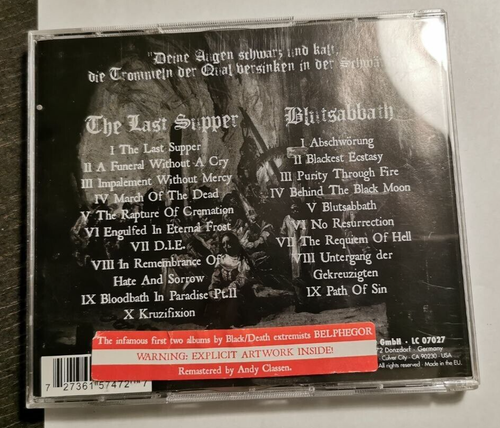 "Deine Augen schwarz und kalt,
die Trommeln der Qual versinken in der
The Last Supper
I The Last Supper
II A Funeral Without A Cry
III Impalement Without Mercy
IV March Of The Dead
V The Rapture Of Cremation
VI Engulfed In Eternal Frost
VII D.I.E.
VIII In Remembrance Of
Hate And Sorrow
IX Bloodbath In Paradise Pt.II
X Kruzifixion
Blutsabbath
I Abschwörung
II Blackest Ecstasy
III Purity Through Fire
IV Behind The Black Moon
V Blutsabbath
VI No Resurrection
VII The Requiem Of Hell
VIII Untergang der
Gekreuzigten
IX Path Of Sin
The infamous first two albums by Black/Death extremists BELPHEGOR
WARNING: EXPLICIT ARTWORK INSIDE!
Remastered by Andy Classen.
GmbH · LC 07027
72 Donzdorf · Germany
Culver City · CA 90230 · USA
All rights reserved Made in the EU.
7 27361 57472 7